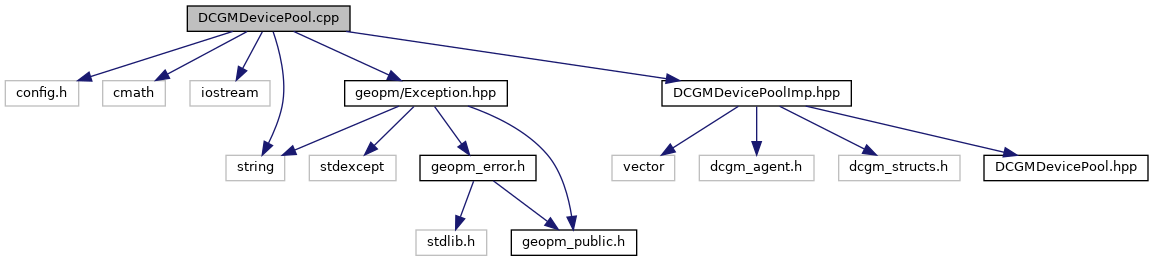 DCGMDevicePool.cpp
config.h
cmath
iostream
geopm/Exception.hpp
DCGMDevicePoolImp.hpp
string
stdexcept
geopm_error.h
vector
dcgm_agent.h
dcgm_structs.h
DCGMDevicePool.hpp
stdlib.h
geopm_public.h